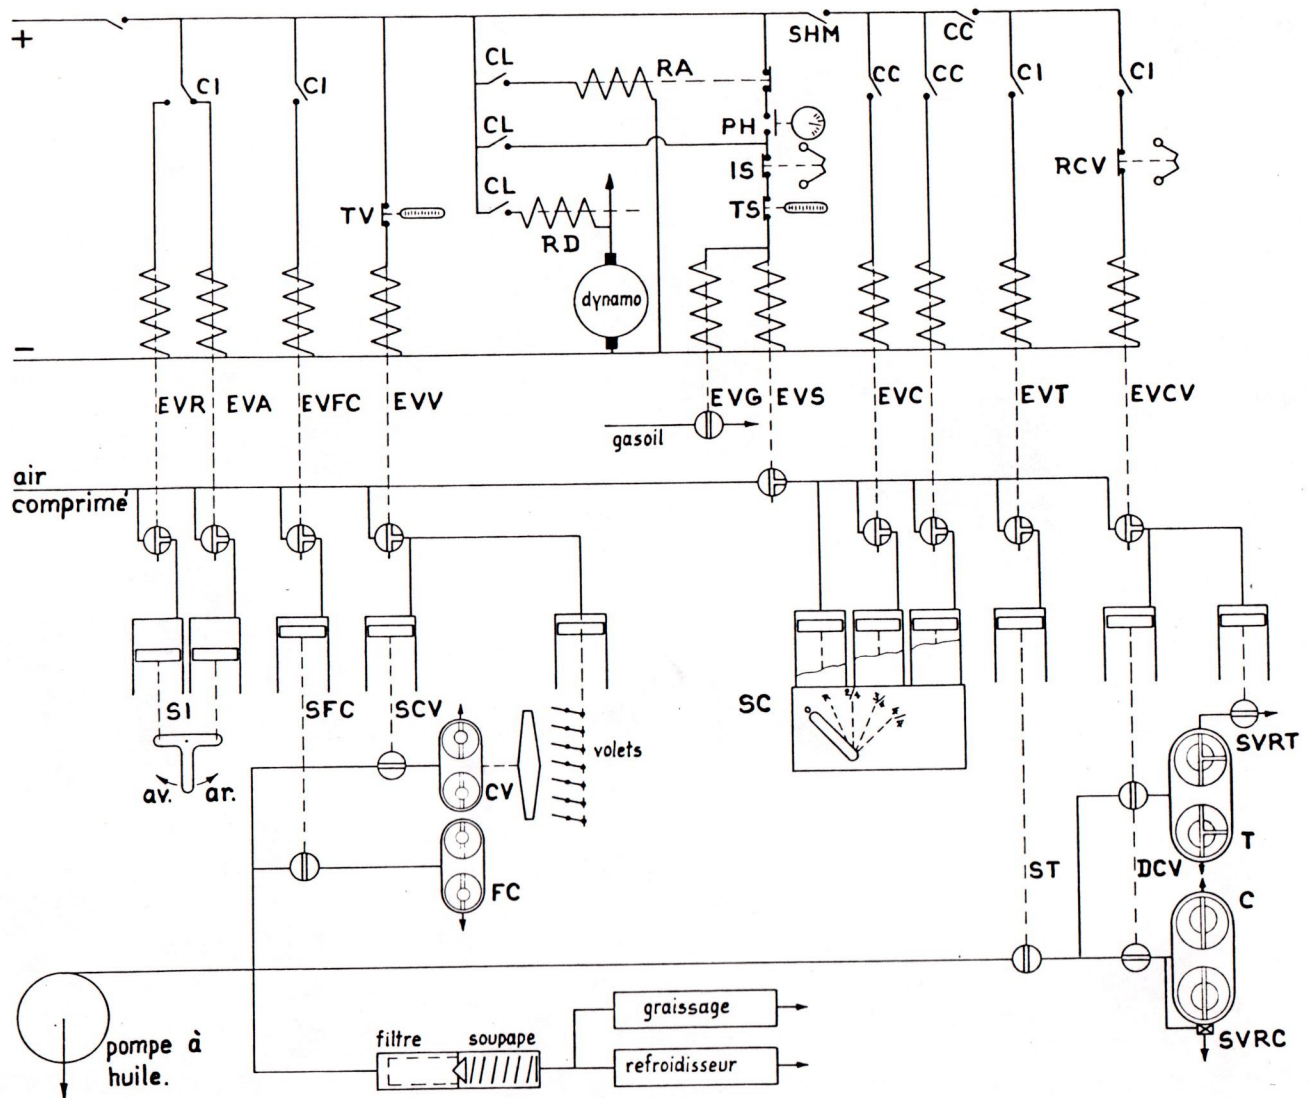 +
SHM
CC
CI
CI
CL
RA
CC
CC
CI
CI
CL
PH
IS
RCV
CL
TV
TS
RD
dynamo
−
EVR
EVA
EVFC
EVV
EVG
EVS
EVC
EVT
EVCV
gasoil
air
comprimé
SI
SFC
SCV
SC
0
volets
SVRT
av.
ar.
CV
T
ST
DCV
FC
C
pompe à
huile.
filtre
soupape
graissage
refroidisseur
SVRC